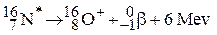 ¹⁶₇N* → ¹⁶₈O⁺ + ⁰₋₁β + 6 Mev